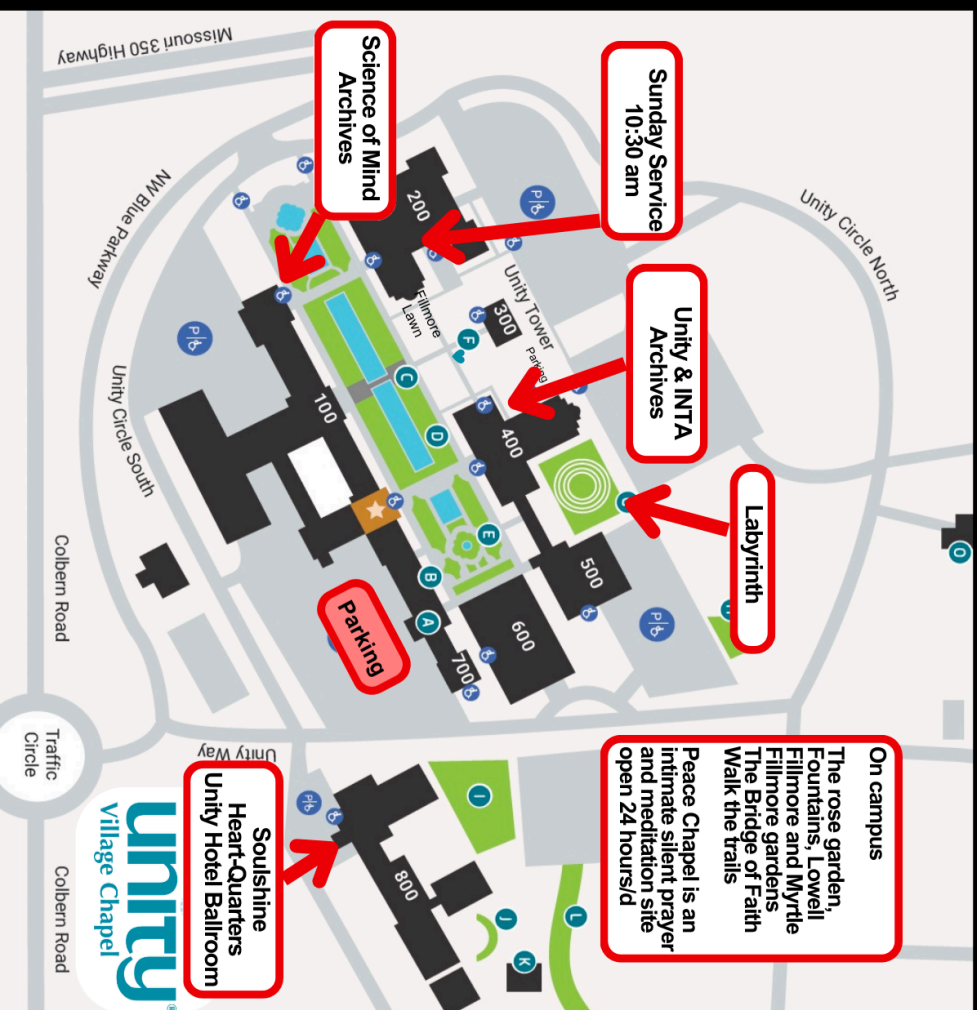 Missouri 350 Highway
NW Blue Parkway
Unity Circle North
Unity Circle South
Colbern Road
Colbern Road
Traffic
Circle
Unity Way
Science of Mind
Archives
Sunday Service
10:30 am
Unity & INTA
Archives
Labyrinth
Parking
Soulshine
Heart-Quarters
Unity Hotel Ballroom
On campus
The rose garden,
Fountains, Lowell
Fillmore and Myrtle
Fillmore gardens
The Bridge of Faith
Walk the trails
Peace Chapel is an
intimate silent prayer
and meditation site
open 24 hours/d
Unity Tower
Parking
Fillmore
Lawn
100
200
300
400
500
600
700
800
A
B
C
D
E
F
I
J
K
L
O
P
P
P
P
unity®
Village Chapel